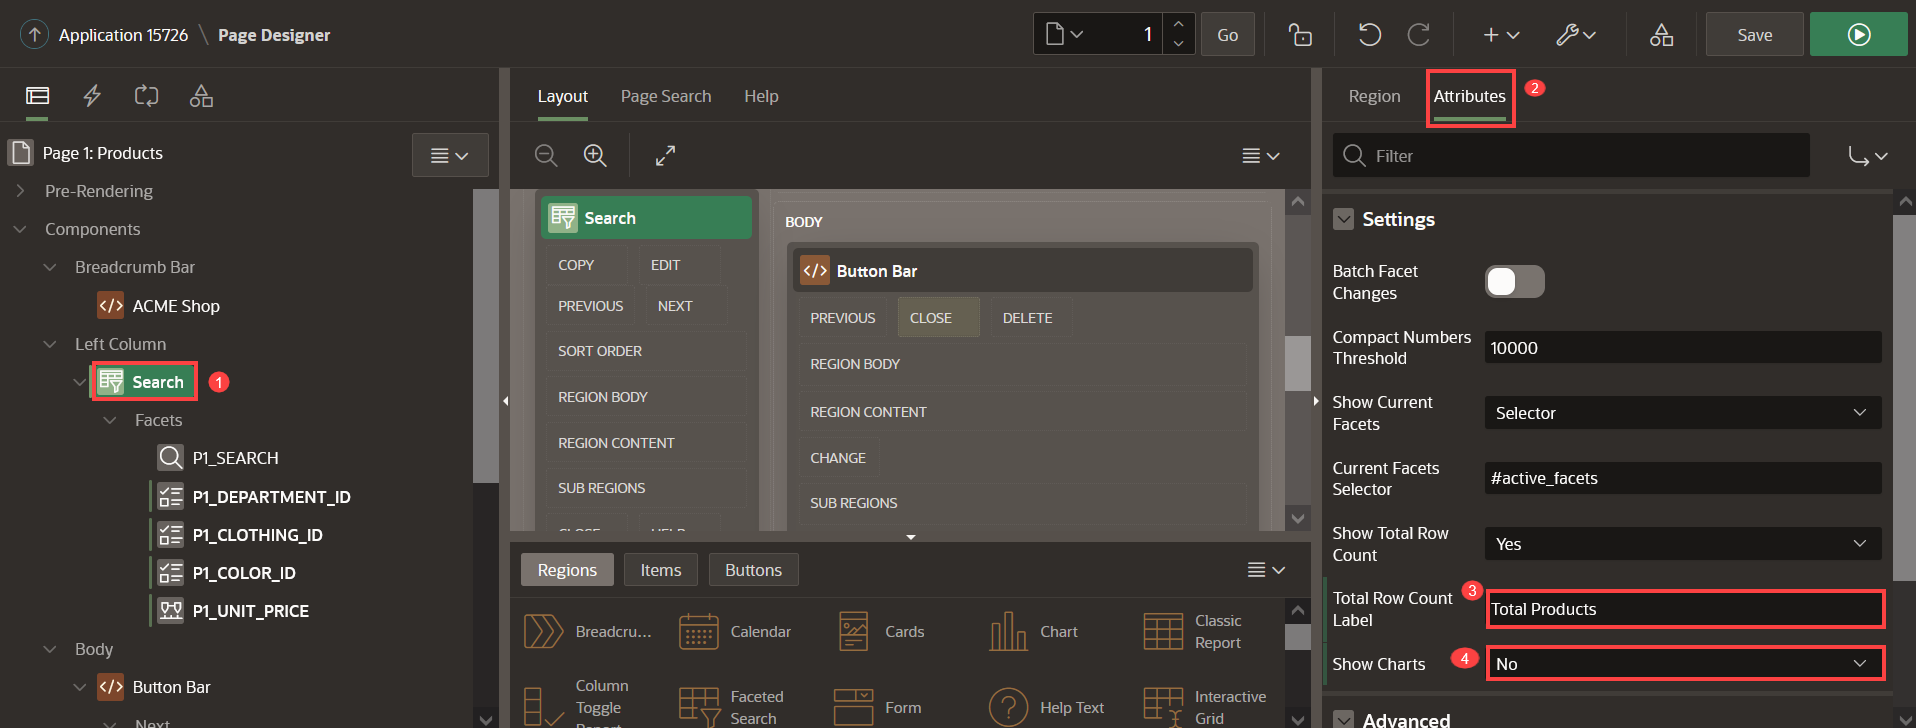 Application 15726 \ Page Designer
1
Go
Save
Page 1: Products
Pre-Rendering
Components
Breadcrumb Bar
</> ACME Shop
Left Column
Search 1
Facets
P1_SEARCH
P1_DEPARTMENT_ID
P1_CLOTHING_ID
P1_COLOR_ID
P1_UNIT_PRICE
Body
</> Button Bar
Next
Layout Page Search Help
Search
COPY EDIT
PREVIOUS NEXT
SORT ORDER
REGION BODY
REGION CONTENT
SUB REGIONS
CLOSE HELP
BODY
</> Button Bar
PREVIOUS CLOSE DELETE
REGION BODY
REGION CONTENT
CHANGE
SUB REGIONS
Regions Items Buttons
Breadcru...
Calendar
Cards
Chart
Classic
Report
Column
Toggle
Report
Faceted
Search
Form
Help Text
Interactive
Grid
Region Attributes 2
Filter
Settings
Batch Facet
Changes
Compact Numbers
Threshold
10000
Show Current
Facets
Selector
Current Facets
Selector
#active_facets
Show Total Row
Count
Yes
Total Row Count
Label
3
Total Products
Show Charts 4 No
Advanced